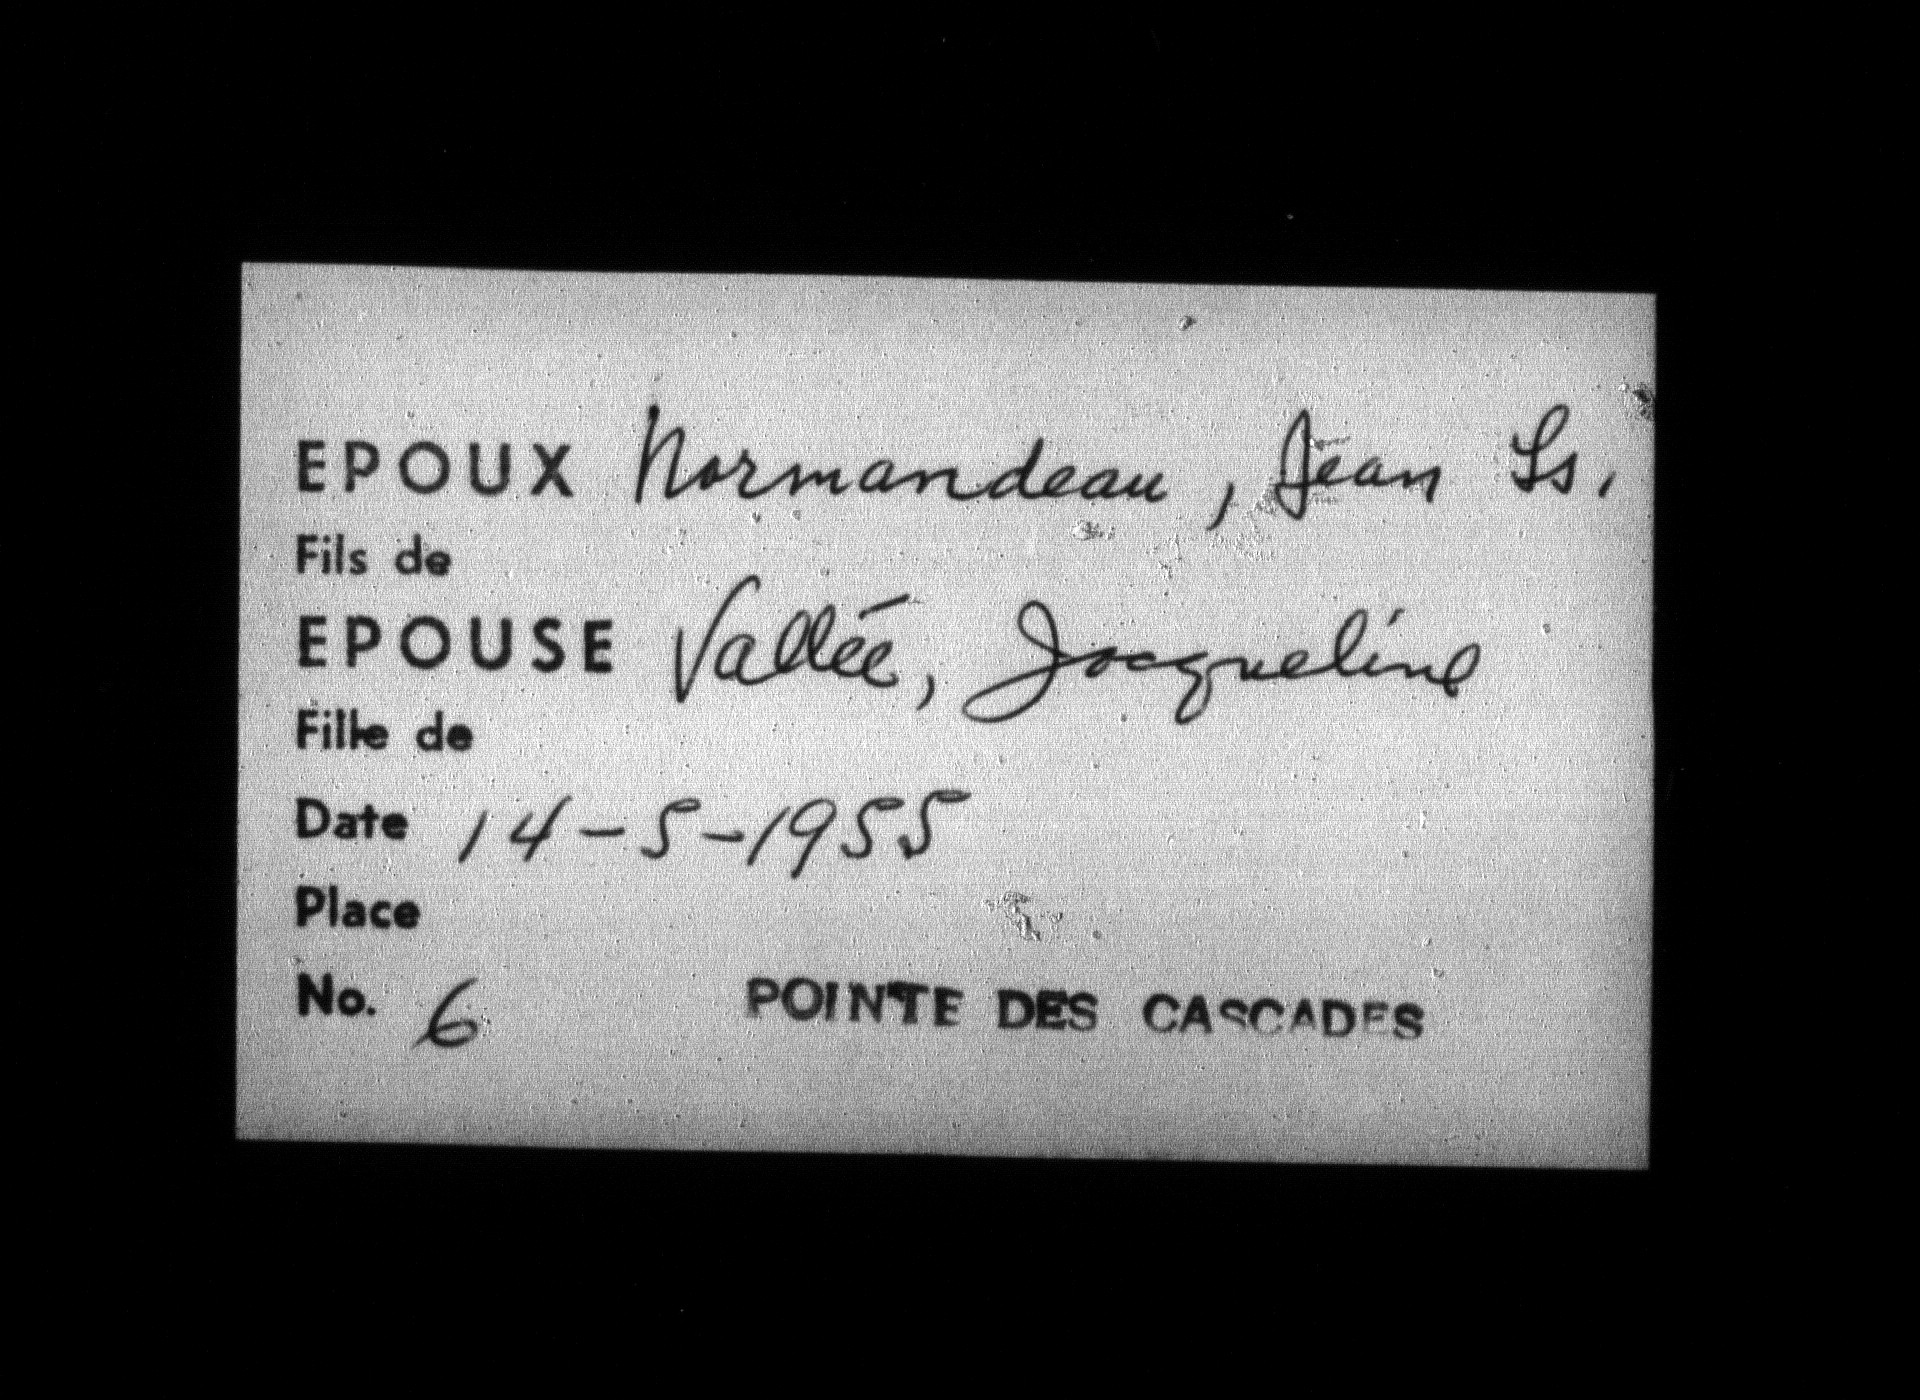 EPOUX Normandeau, Jean Ls,
Fils de
EPOUSE Vallée, Jacqueline
Fille de
Date 14-5-1955
Place
No. 6 POINTE DES CASCADES